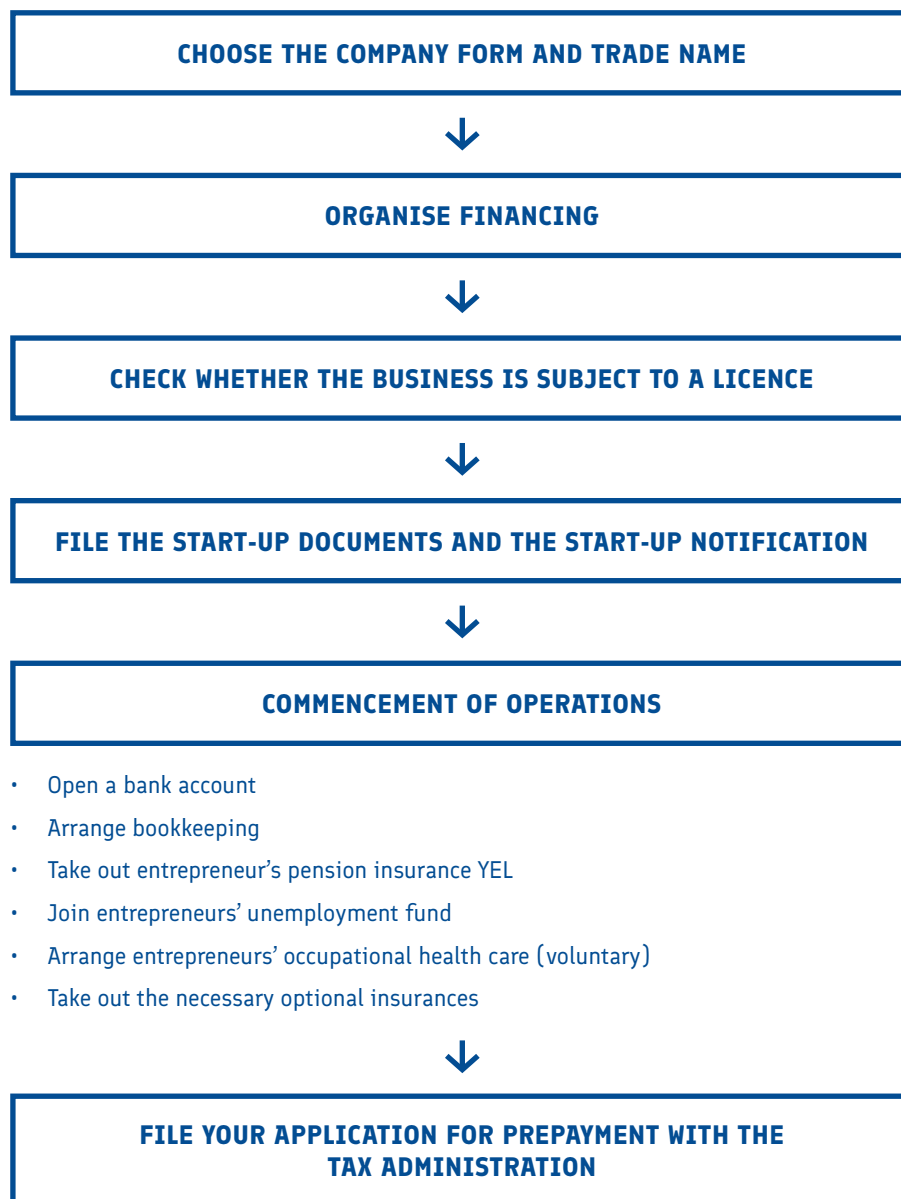 CHOOSE THE COMPANY FORM AND TRADE NAME
ORGANISE FINANCING
CHECK WHETHER THE BUSINESS IS SUBJECT TO A LICENCE
FILE THE START-UP DOCUMENTS AND THE START-UP NOTIFICATION
COMMENCEMENT OF OPERATIONS
• Open a bank account
• Arrange bookkeeping
• Take out entrepreneur's pension insurance YEL
• Join entrepreneurs' unemployment fund
• Arrange entrepreneurs' occupational health care (voluntary)
• Take out the necessary optional insurances
FILE YOUR APPLICATION FOR PREPAYMENT WITH THE
TAX ADMINISTRATION